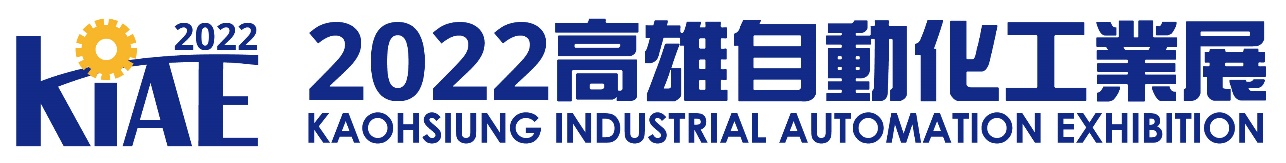 2022
KiAE
2022高雄自動化工業展
KAOHSIUNG INDUSTRIAL AUTOMATION EXHIBITION